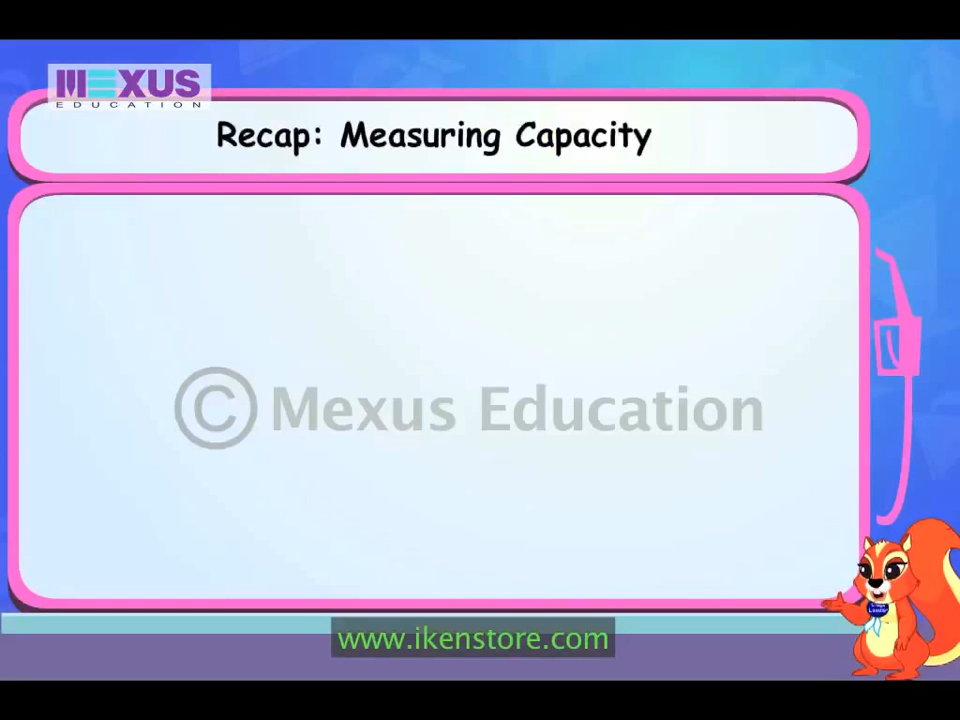 MEXUS
EDUCATION
Recap: Measuring Capacity
© Mexus Education
www.ikenstore.com